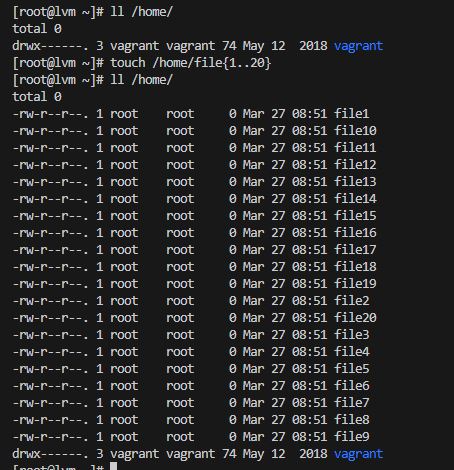 [root@lvm ~]# ll /home/
total 0
drwx------. 3 vagrant vagrant 74 May 12  2018 vagrant
[root@lvm ~]# touch /home/file{1..20}
[root@lvm ~]# ll /home/
total 0
-rw-r--r--. 1 root    root     0 Mar 27 08:51 file1
-rw-r--r--. 1 root    root     0 Mar 27 08:51 file10
-rw-r--r--. 1 root    root     0 Mar 27 08:51 file11
-rw-r--r--. 1 root    root     0 Mar 27 08:51 file12
-rw-r--r--. 1 root    root     0 Mar 27 08:51 file13
-rw-r--r--. 1 root    root     0 Mar 27 08:51 file14
-rw-r--r--. 1 root    root     0 Mar 27 08:51 file15
-rw-r--r--. 1 root    root     0 Mar 27 08:51 file16
-rw-r--r--. 1 root    root     0 Mar 27 08:51 file17
-rw-r--r--. 1 root    root     0 Mar 27 08:51 file18
-rw-r--r--. 1 root    root     0 Mar 27 08:51 file19
-rw-r--r--. 1 root    root     0 Mar 27 08:51 file2
-rw-r--r--. 1 root    root     0 Mar 27 08:51 file20
-rw-r--r--. 1 root    root     0 Mar 27 08:51 file3
-rw-r--r--. 1 root    root     0 Mar 27 08:51 file4
-rw-r--r--. 1 root    root     0 Mar 27 08:51 file5
-rw-r--r--. 1 root    root     0 Mar 27 08:51 file6
-rw-r--r--. 1 root    root     0 Mar 27 08:51 file7
-rw-r--r--. 1 root    root     0 Mar 27 08:51 file8
-rw-r--r--. 1 root    root     0 Mar 27 08:51 file9
drwx------. 3 vagrant vagrant 74 May 12  2018 vagrant
[root@lvm ~]#